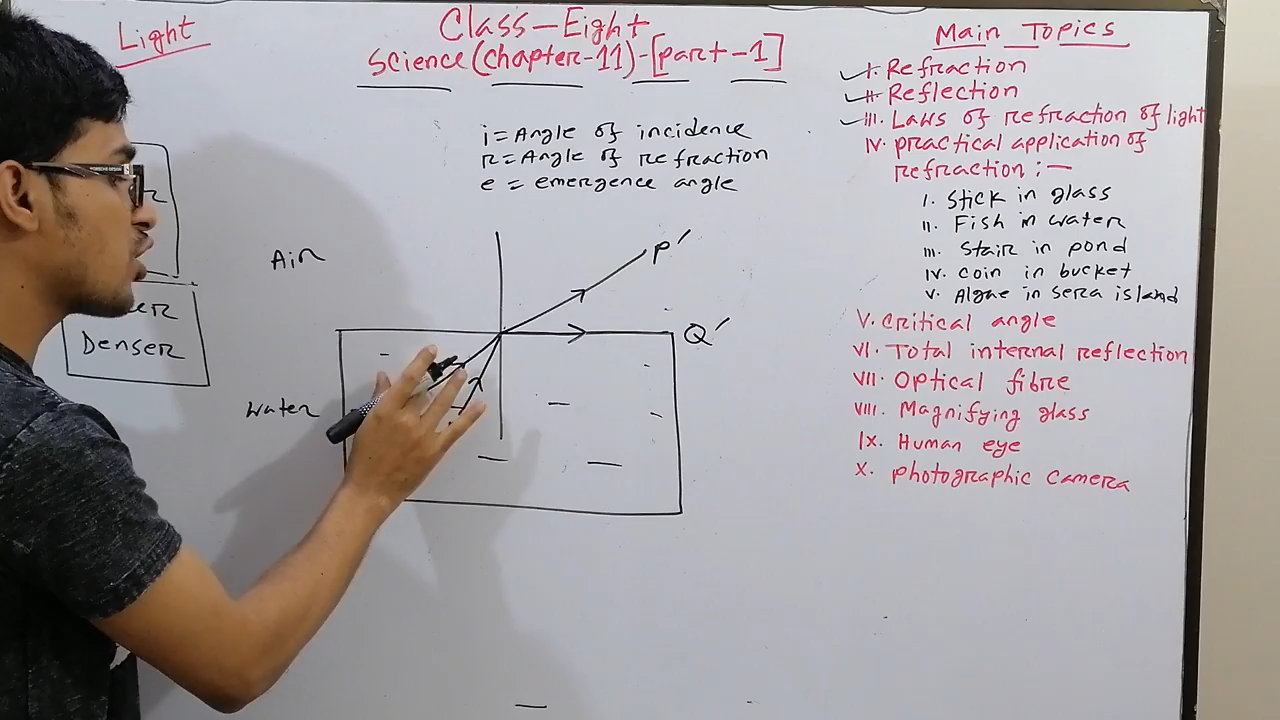 Light
Class-Eight
Science (chapter-11)-[part-1]
i = Angle of incidence
r = Angle of refraction
e = emergence angle
Air
P'
Q'
Denser
Water
Main Topics
I. Refraction
II. Reflection
III. Laws of refraction of light
IV. practical application of
refraction :-
I. Stick in glass
II. Fish in water
III. Stair in pond
IV. coin in bucket
V. Algae in sera island
V. Critical angle
VI. Total internal reflection
VII. Optical fibre
VIII. Magnifying glass
IX. Human eye
X. photographic camera